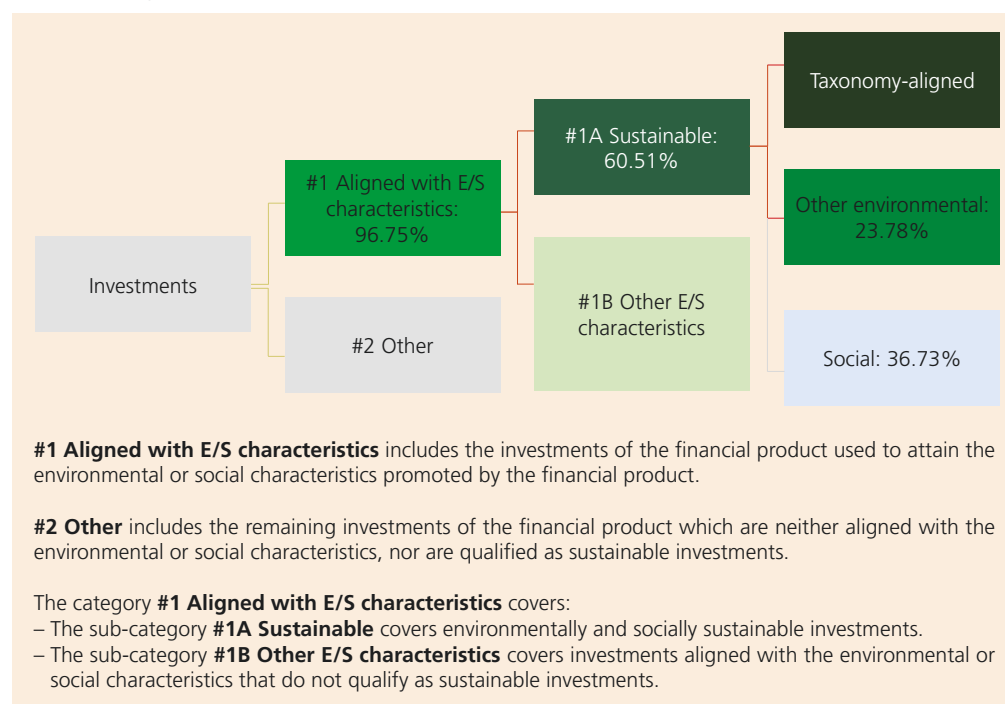 Taxonomy-aligned
#1A Sustainable:
60.51%
#1 Aligned with E/S
characteristics:
96.75%
Other environmental:
23.78%
Investments
#1B Other E/S
characteristics
#2 Other
Social: 36.73%
#1 Aligned with E/S characteristics includes the investments of the financial product used to attain the
environmental or social characteristics promoted by the financial product.
#2 Other includes the remaining investments of the financial product which are neither aligned with the
environmental or social characteristics, nor are qualified as sustainable investments.
The category #1 Aligned with E/S characteristics covers:
– The sub-category #1A Sustainable covers environmentally and socially sustainable investments.
– The sub-category #1B Other E/S characteristics covers investments aligned with the environmental or
social characteristics that do not qualify as sustainable investments.